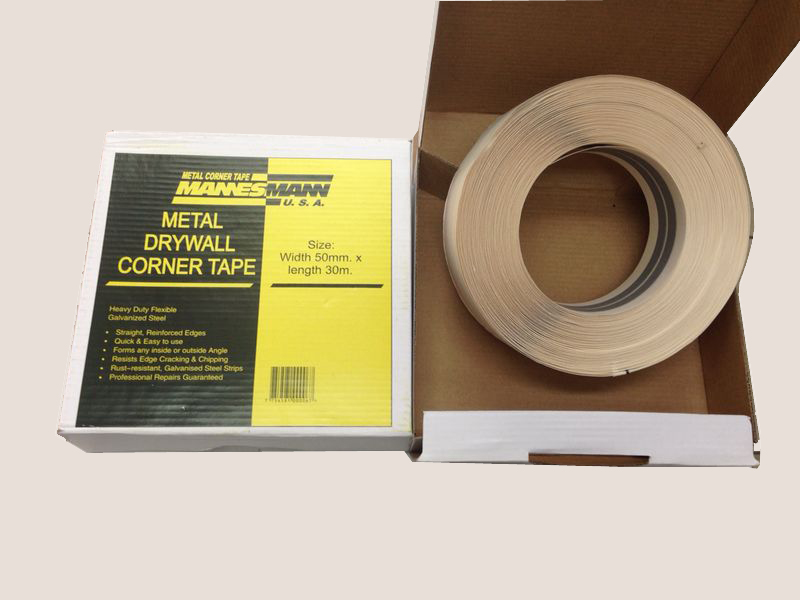 METAL CORNER TAPE
MANNESMANN
U. S. A.
METAL
DRYWALL
CORNER TAPE
Size:
Width 50mm. x
length 30m.
Heavy Duty Flexible
Galvanized Steel
• Straight, Reinforced Edges
• Quick & Easy to use
• Forms any inside or outside Angle
• Resists Edge Cracking & Chipping
• Rust-resistant, Galvanised Steel Strips
• Professional Repairs Guaranteed